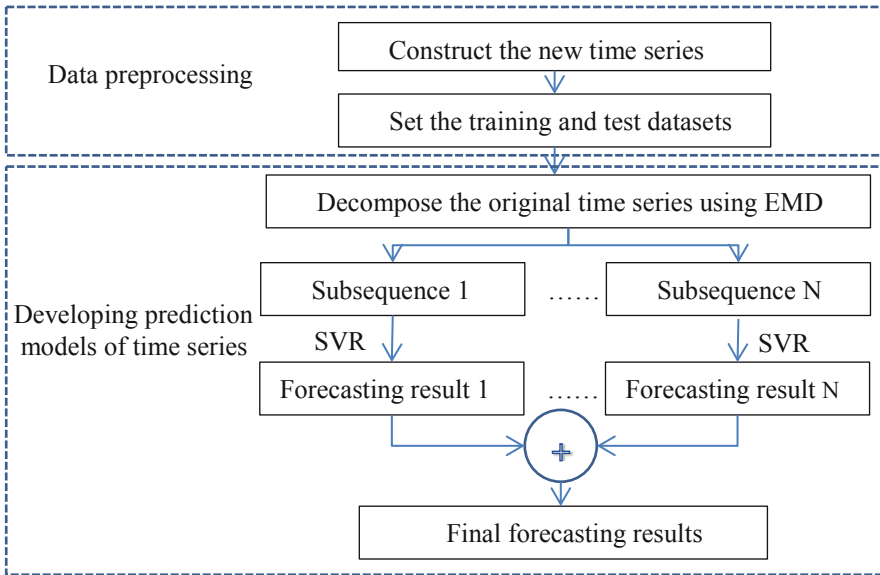 Construct the new time series
Data preprocessing
Set the training and test datasets
Decompose the original time series using EMD
Subsequence 1
......
Subsequence N
Developing prediction
models of time series
SVR
SVR
Forecasting result 1
......
Forecasting result N
+
Final forecasting results